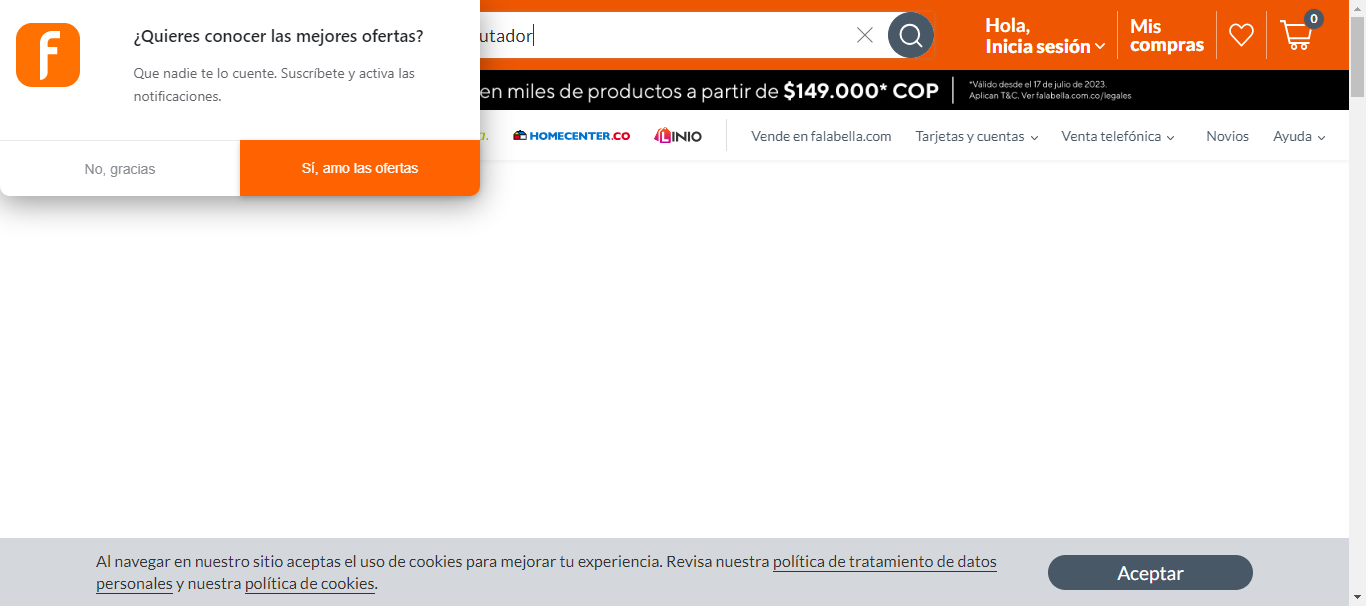 ¿Quieres conocer las mejores ofertas?
Que nadie te lo cuente. Suscríbete y activa las
notificaciones.
No, gracias
Sí, amo las ofertas
utador
Hola,
Inicia sesión
Mis
compras
0
en miles de productos a partir de $149.000* COP
*Válido desde el 17 de julio de 2023.
Aplican T&C. Ver falabella.com.co/legales
HOMECENTER.CO
LINIO
Vende en falabella.com
Tarjetas y cuentas
Venta telefónica
Novios
Ayuda
Al navegar en nuestro sitio aceptas el uso de cookies para mejorar tu experiencia. Revisa nuestra política de tratamiento de datos
personales y nuestra política de cookies.
Aceptar